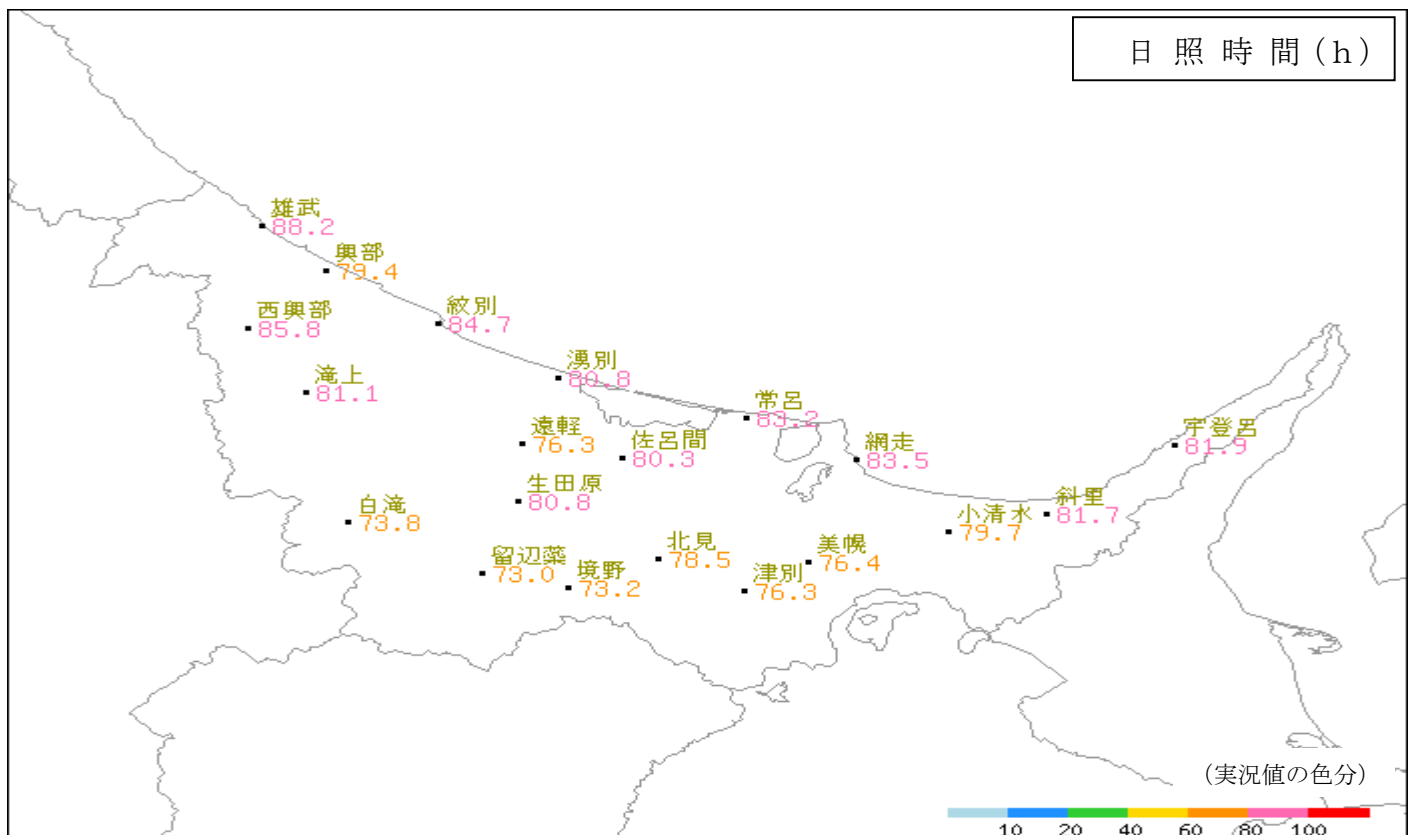 日 照 時 間 (h)
雄武
88.2
興部
79.4
西興部
85.8
紋別
84.7
滝上
81.1
湧別
80.8
常呂
83.2
遠軽
76.3
佐呂間
80.3
網走
83.5
宇登呂
81.9
生田原
80.8
白滝
73.8
斜里
81.7
小清水
79.7
北見
78.5
美幌
76.4
留辺蘂
73.0
境野
73.2
津別
76.3
(実況値の色分)
10 20 40 60 80 100